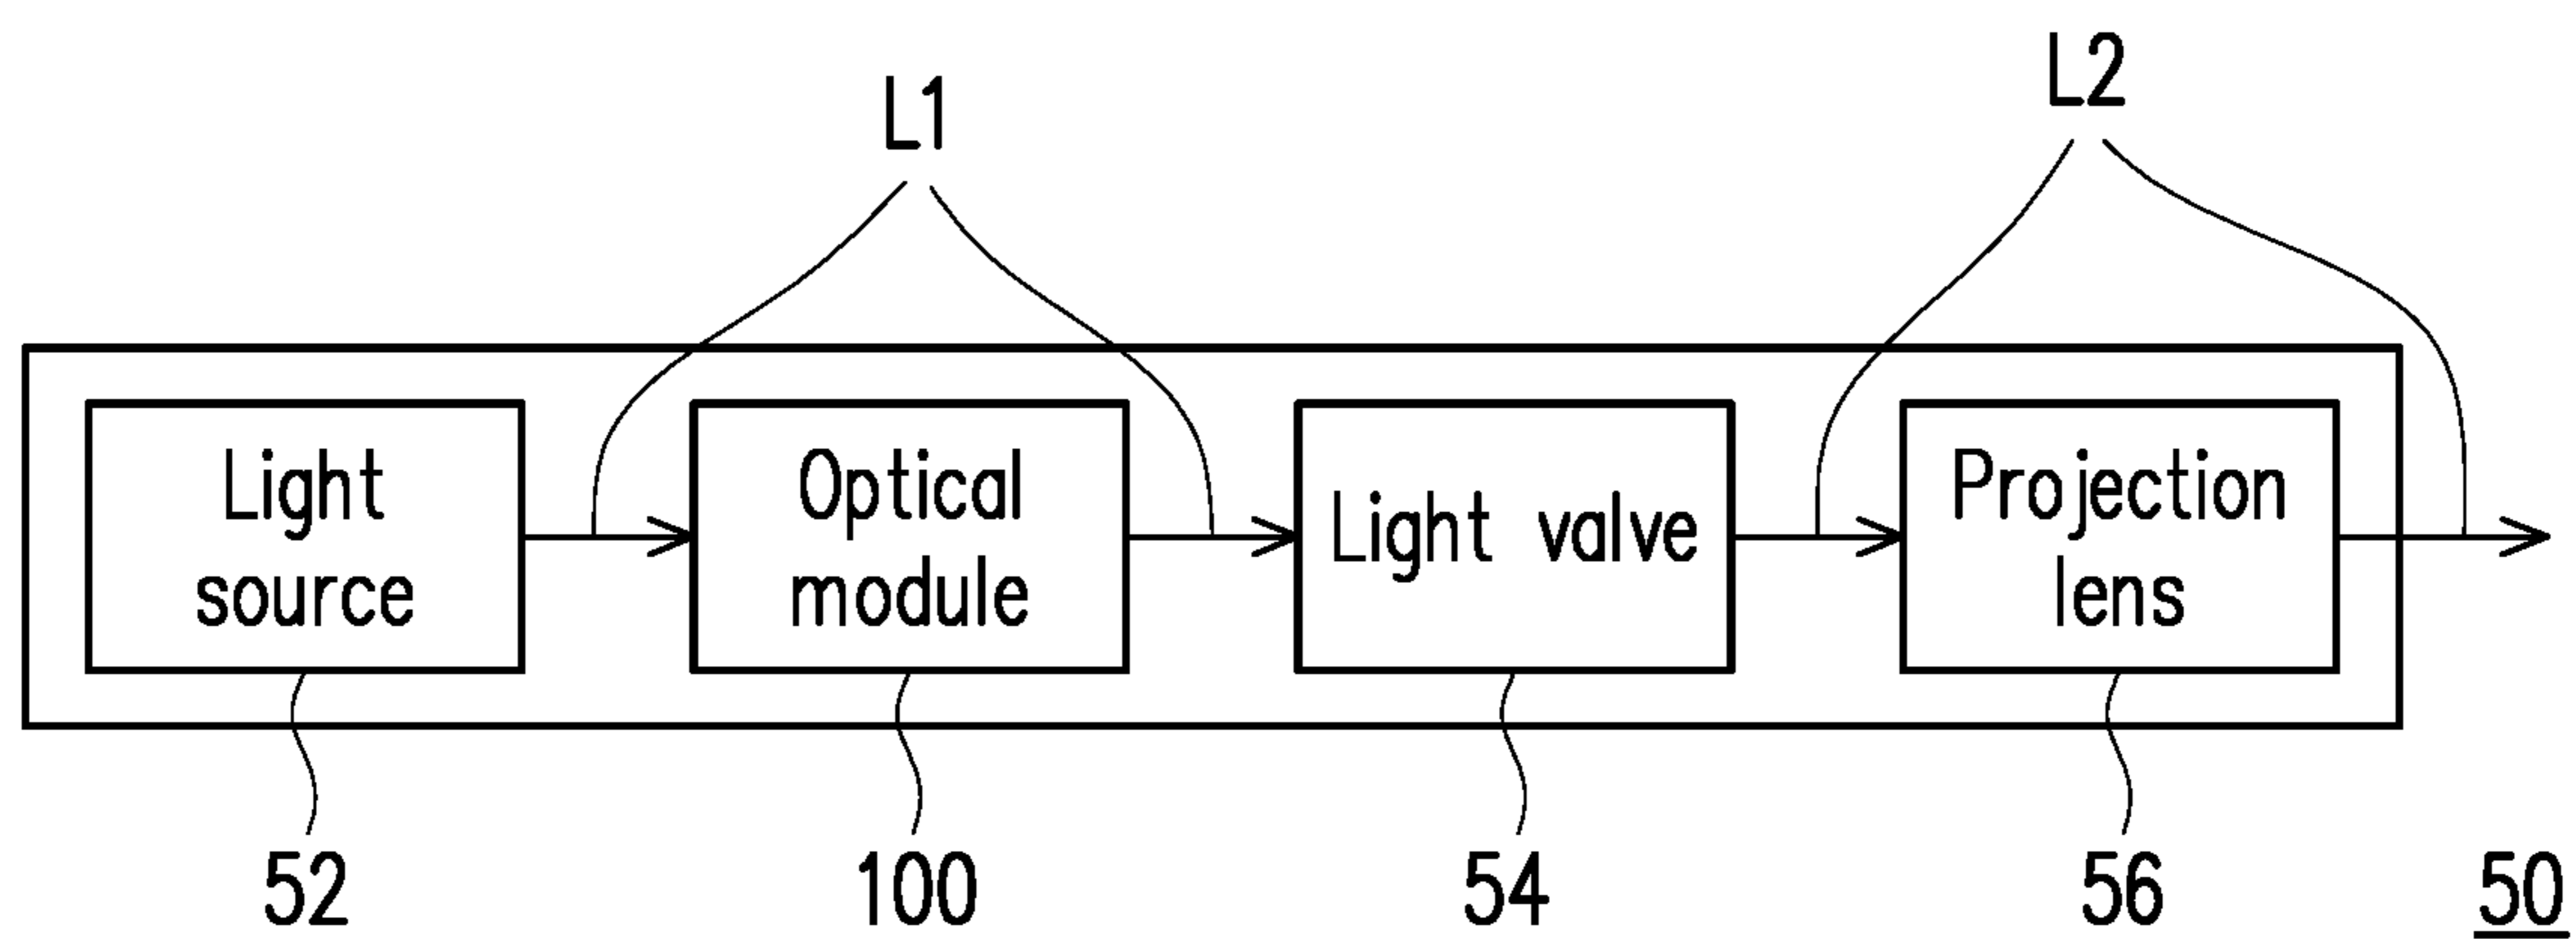 L1
L2
Light
source
Optical
module
Light valve
Projection
lens
52
100
54
56
50